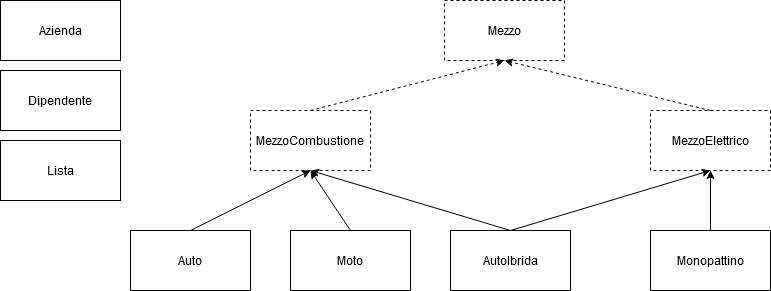 Azienda
Mezzo
Dipendente
MezzoCombustione
MezzoElettrico
Lista
Auto
Moto
AutoIbrida
Monopattino